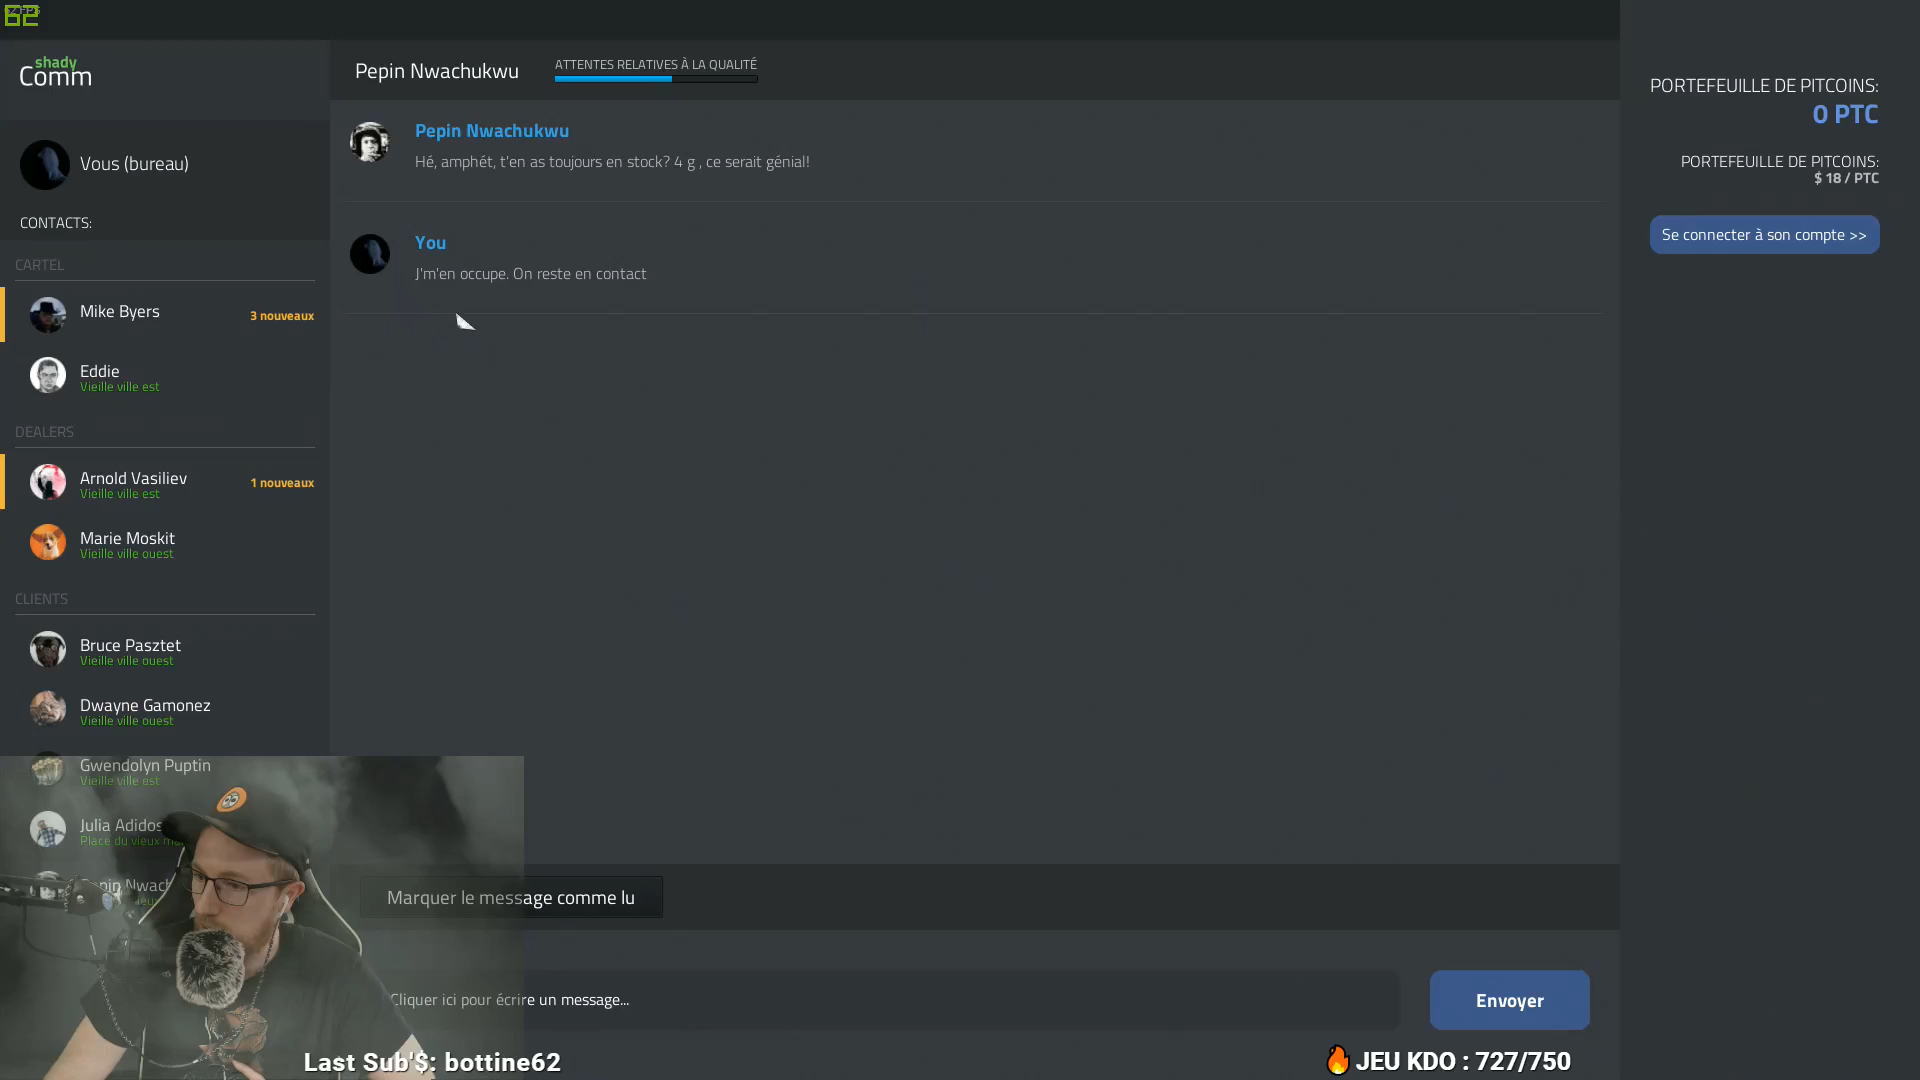 62 FPS
62
shady
Comm
Vous (bureau)
CONTACTS:
CARTEL
Mike Byers
3 nouveaux
Eddie
Vieille ville est
DEALERS
Arnold Vasiliev
Vieille ville est
1 nouveaux
Marie Moskit
Vieille ville ouest
CLIENTS
Bruce Pasztet
Vieille ville ouest
Dwayne Gamonez
Vieille ville ouest
Gwendolyn Puptin
Vieille ville est
Julia Adidos
Place du vieux
Pepin Nwachukwu
ATTENTES RELATIVES À LA QUALITÉ
Pepin Nwachukwu
Hé, amphét, t'en as toujours en stock? 4 g , ce serait génial!
You
J'm'en occupe. On reste en contact
Marquer le message comme lu
Cliquer ici pour écrire un message...
Envoyer
PORTEFEUILLE DE PITCOINS:
0 PTC
PORTEFEUILLE DE PITCOINS:
$ 18 / PTC
Se connecter à son compte >>
Last Sub'$: bottine62
JEU KDO : 727/750